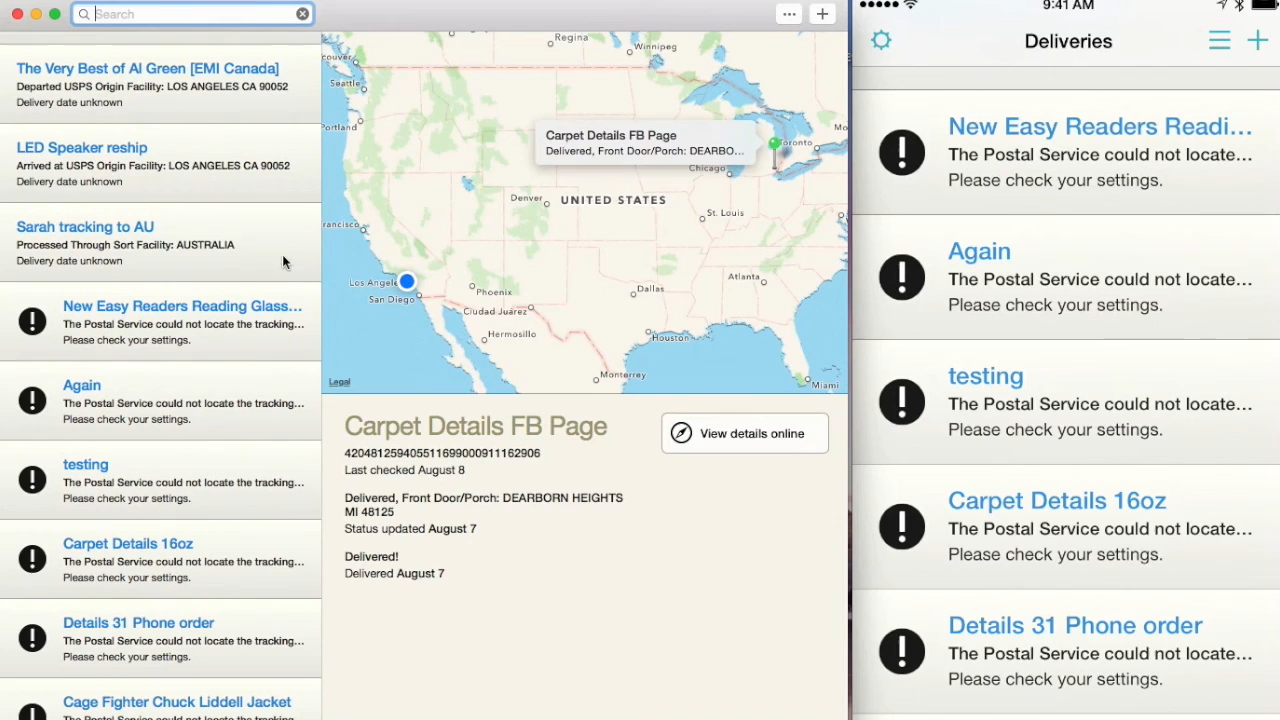 Search
The Very Best of Al Green [EMI Canada]
Departed USPS Origin Facility: LOS ANGELES CA 90052
Delivery date unknown
LED Speaker reship
Arrived at USPS Origin Facility: LOS ANGELES CA 90052
Delivery date unknown
Sarah tracking to AU
Processed Through Sort Facility: AUSTRALIA
Delivery date unknown
New Easy Readers Reading Glass...
The Postal Service could not locate the tracking...
Please check your settings.
Again
The Postal Service could not locate the tracking...
Please check your settings.
testing
The Postal Service could not locate the tracking...
Please check your settings.
Carpet Details 16oz
The Postal Service could not locate the tracking...
Please check your settings.
Details 31 Phone order
The Postal Service could not locate the tracking...
Please check your settings.
Cage Fighter Chuck Liddell Jacket
Regina
Winnipeg
couver
Seattle
Portland
Carpet Details FB Page
Delivered, Front Door/Porch: DEARBO...
Toronto
Chicago
Denver
UNITED STATES
St. Louis
rancisco
Los Angeles
San Diego
Phoenix
Dallas
Atlanta
Ciudad Juárez
Hermosillo
Houston
Monterrey
Miami
Legal
Carpet Details FB Page
View details online
420481259405511699000911162906
Last checked August 8
Delivered, Front Door/Porch: DEARBORN HEIGHTS
MI 48125
Status updated August 7
Delivered!
Delivered August 7
9:41 AM
Deliveries
New Easy Readers Readi...
The Postal Service could not locate...
Please check your settings.
Again
The Postal Service could not locate...
Please check your settings.
testing
The Postal Service could not locate...
Please check your settings.
Carpet Details 16oz
The Postal Service could not locate...
Please check your settings.
Details 31 Phone order
The Postal Service could not locate...
Please check your settings.